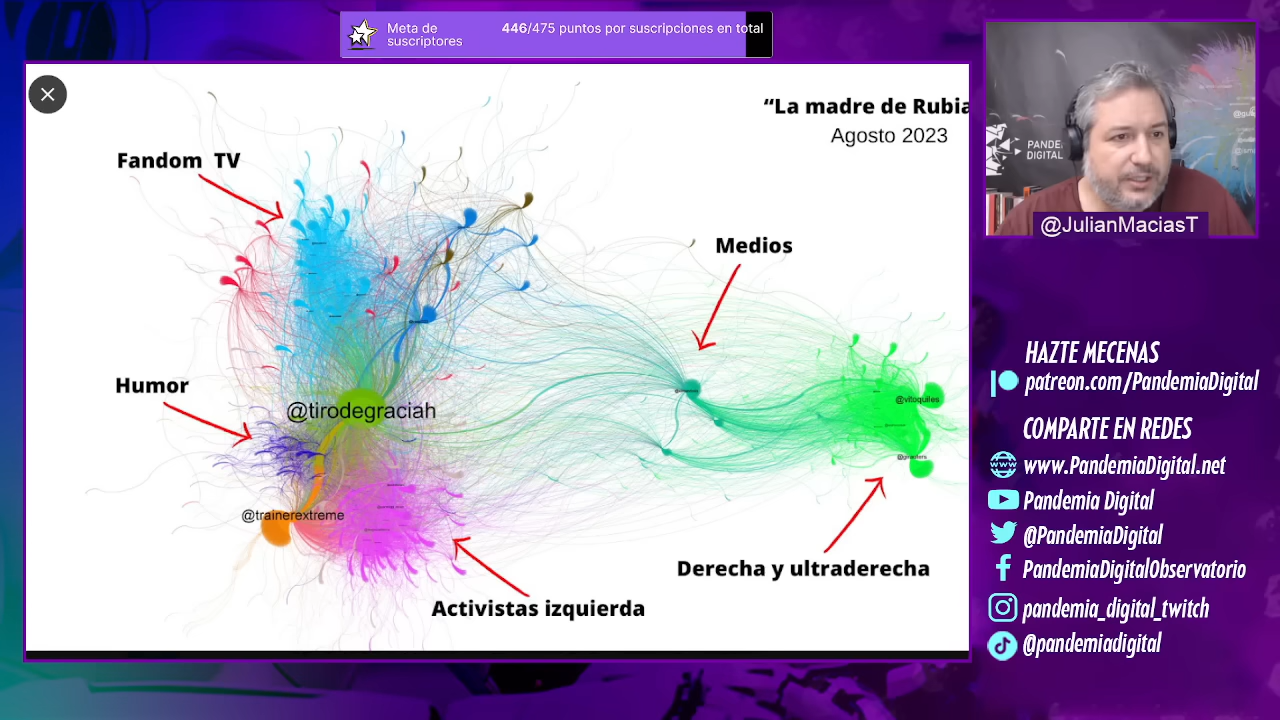 Meta de
suscriptores
446/475 puntos por suscripciones en total
“La madre de Rubia
Agosto 2023
Fandom TV
Medios
Humor
@tirodegraciah
@vitoquiles
@trainerextreme
Derecha y ultraderecha
Activistas izquierda
DIGITAL
@JulianMaciasT
HAZTE MECENAS
patreon.com/PandemiaDigital
COMPARTE EN REDES
www
www.PandemiaDigital.net
Pandemia Digital
@PandemiaDigital
PandemiaDigitalObservatorio
pandemia_digital_twitch
@pandemiadigital